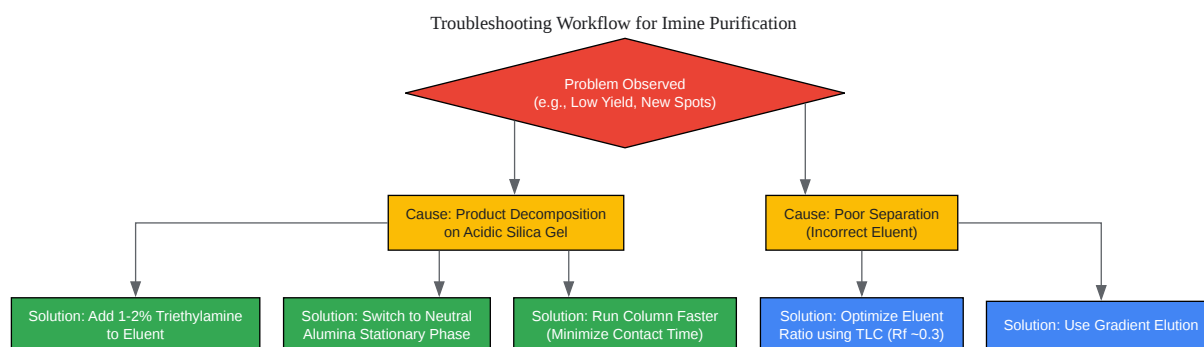 Troubleshooting Workflow for Imine Purification
Problem Observed
(e.g., Low Yield, New Spots)
Cause: Product Decomposition
on Acidic Silica Gel
Cause: Poor Separation
(Incorrect Eluent)
Solution: Add 1-2% Triethylamine
to Eluent
Solution: Switch to Neutral
Alumina Stationary Phase
Solution: Run Column Faster
(Minimize Contact Time)
Solution: Optimize Eluent
Ratio using TLC (Rf ~0.3)
Solution: Use Gradient Elution